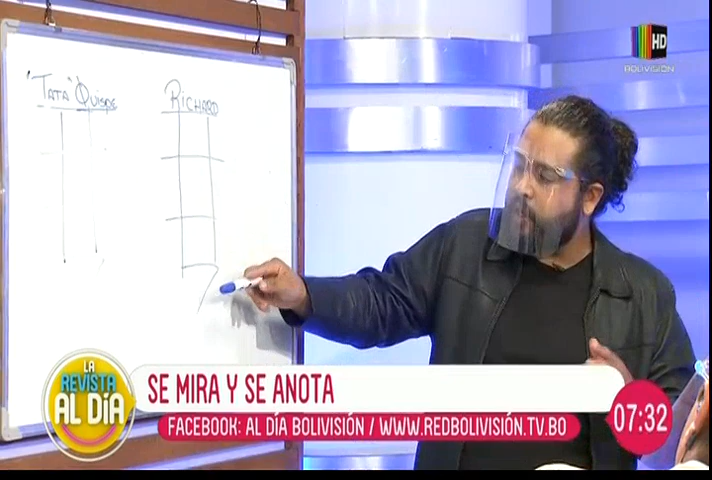 HD
BOLIVISIÓN
"TATA" QUISPE
RICHARD
LA
REVISTA
AL DÍA
SE MIRA Y SE ANOTA
FACEBOOK: AL DÍA BOLIVISIÓN / WWW.REDBOLIVISIÓN.TV.BO
07:32